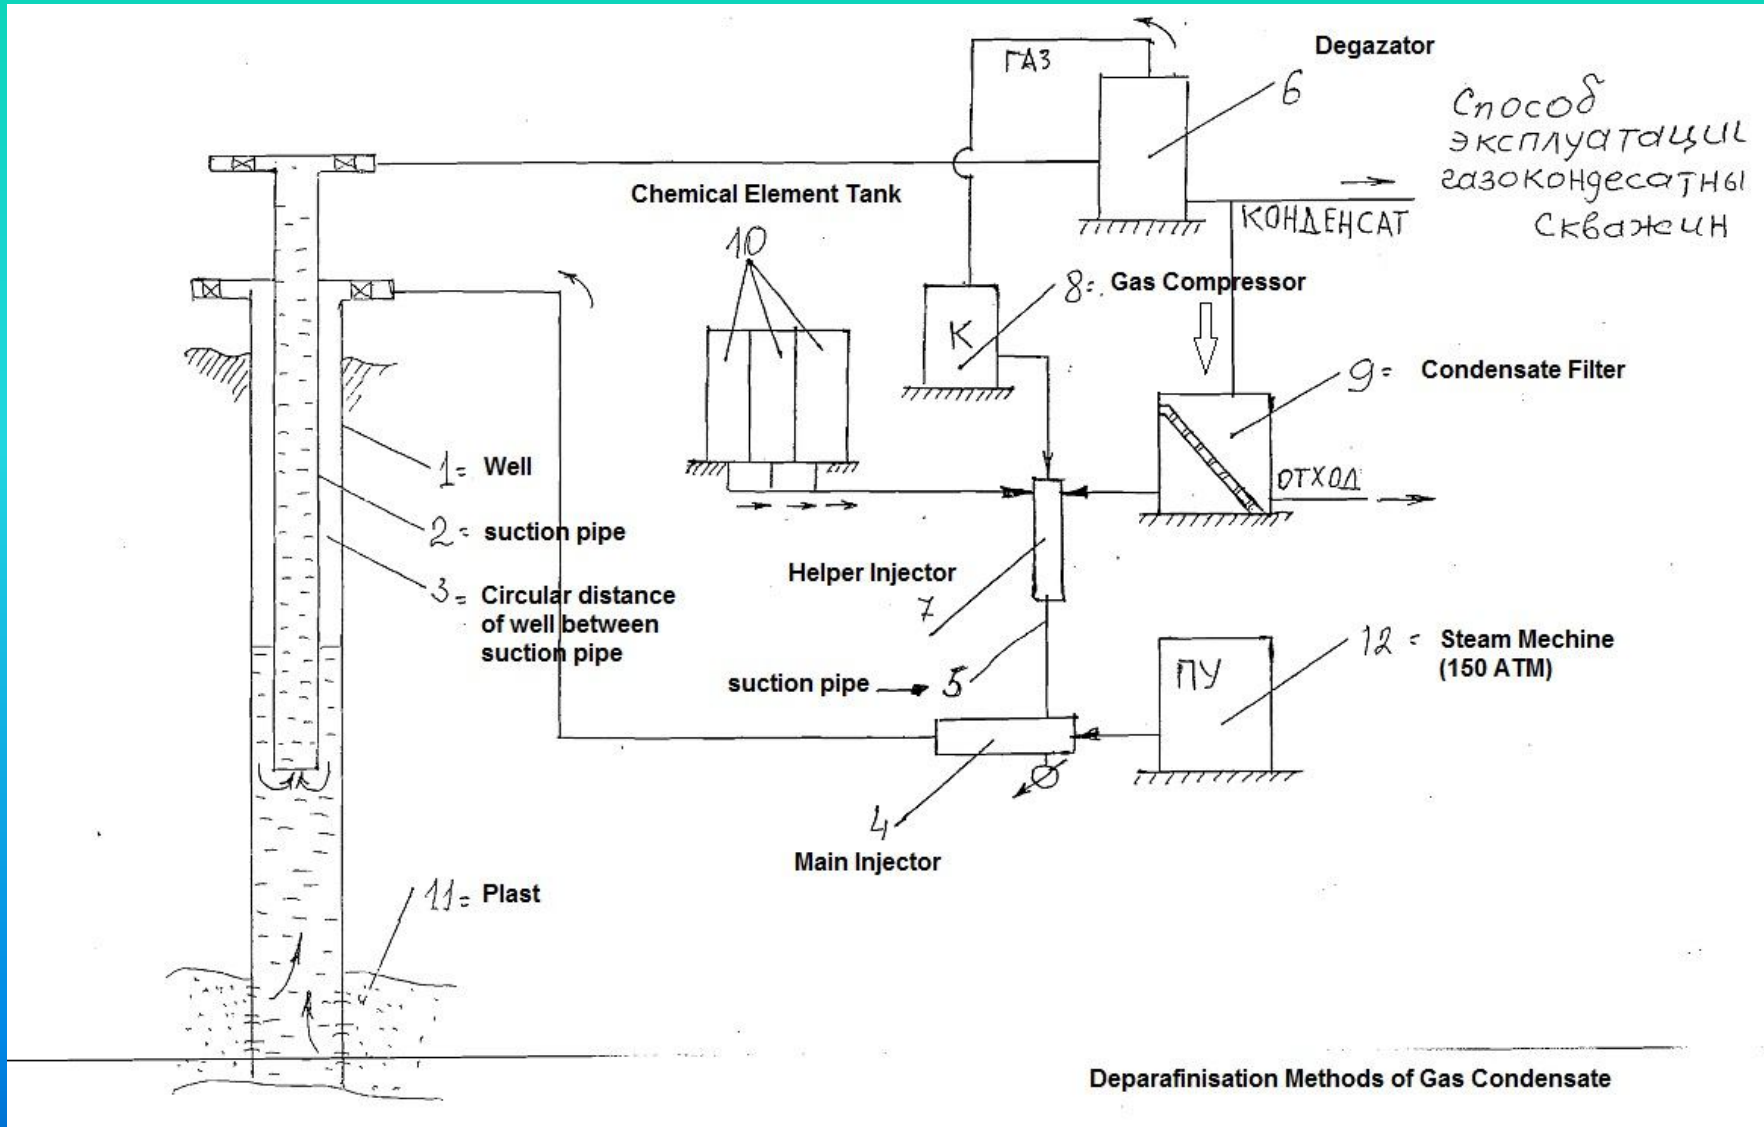 ГАЗ
Degazator
6
Способ
эксплуатации
газокондесатны
Скважин
КОНДЕНСАТ
Chemical Element Tank
10
8= Gas Compressor
К
9= Condensate Filter
ОТХОД
1= Well
2= suction pipe
3= Circular distance
of well between
suction pipe
Helper Injector
7
suction pipe 5
12= Steam Mechine
(150 ATM)
ПУ
4
Main Injector
11= Plast
Deparafinisation Methods of Gas Condensate